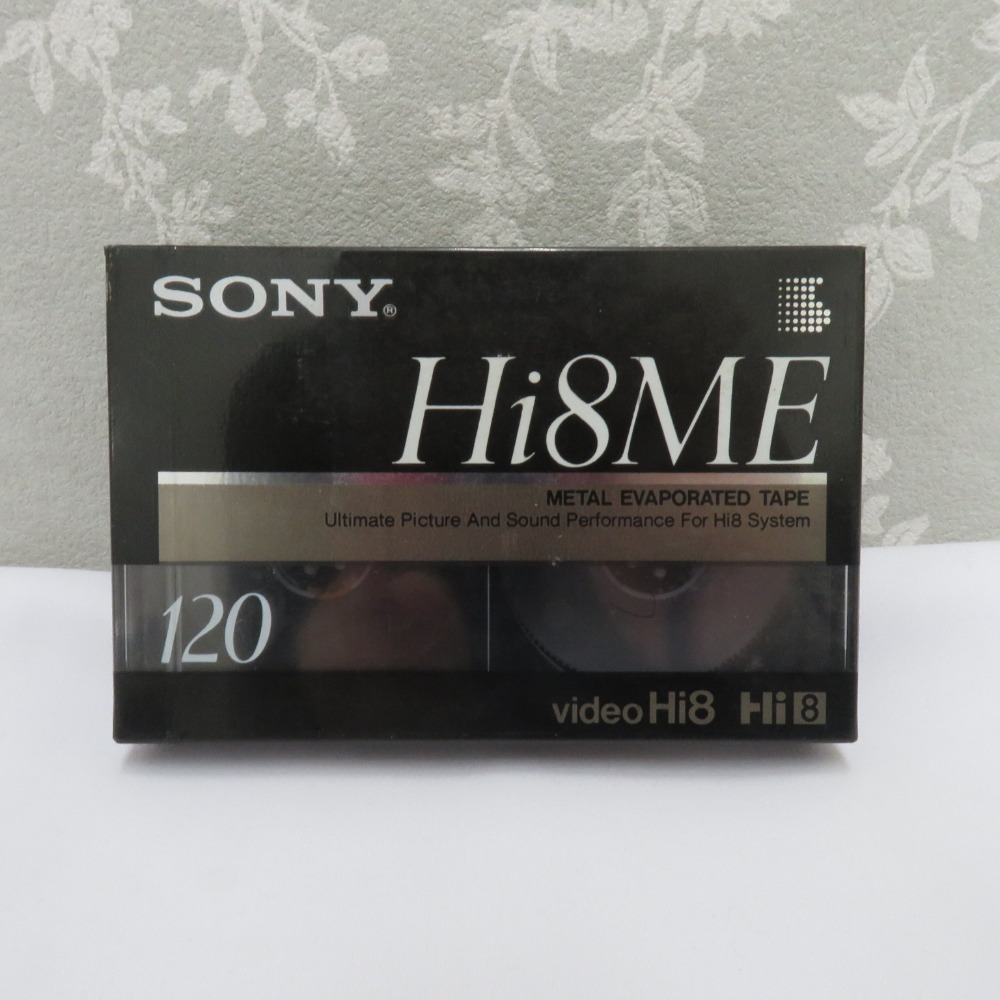 SONY®
Hi8ME
METAL EVAPORATED TAPE
Ultimate Picture And Sound Performance For Hi8 System
120
video Hi8 Hi8